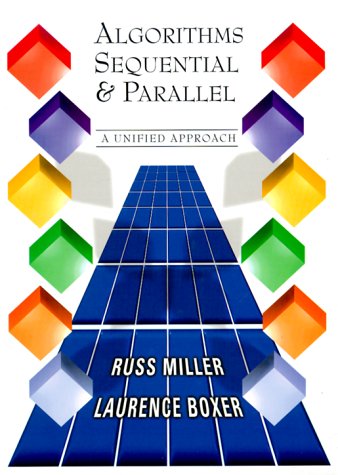 ALGORITHMS
SEQUENTIAL
& PARALLEL
A UNIFIED APPROACH
RUSS MILLER
LAURENCE BOXER